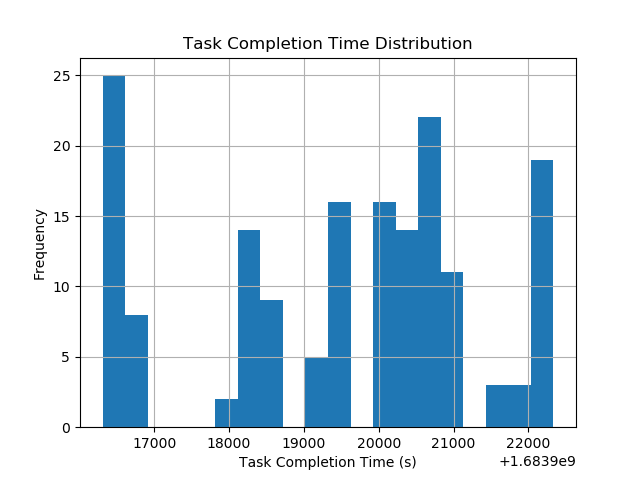 Task Completion Time Distribution
25
20
15
10
5
0
Frequency
17000 18000 19000 20000 21000 22000
Task Completion Time (s)
+1.6839e9